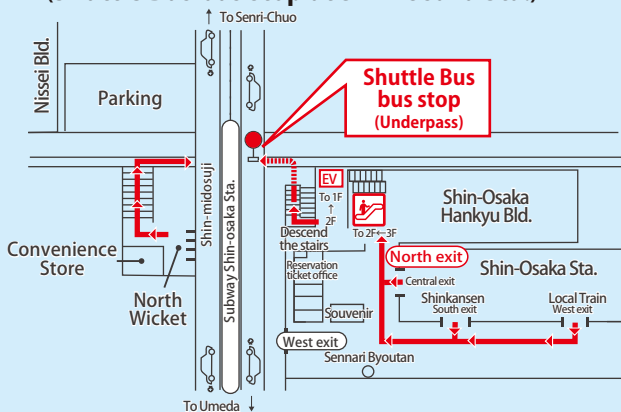 To Senri-Chuo
Nissei Bld.
Parking
Shuttle Bus
bus stop
(Underpass)
Shin-midosuji
Subway Shin-osaka Sta.
EV
To 1F
↑
2F
Descend
the stairs
To 2F←3F
Shin-Osaka
Hankyu Bld.
Convenience
Store
North
Wicket
Reservation
ticket office
North exit
Central exit
Shin-Osaka Sta.
Souvenir
Shinkansen
South exit
Local Train
West exit
West exit
Sennari Byoutan
To Umeda